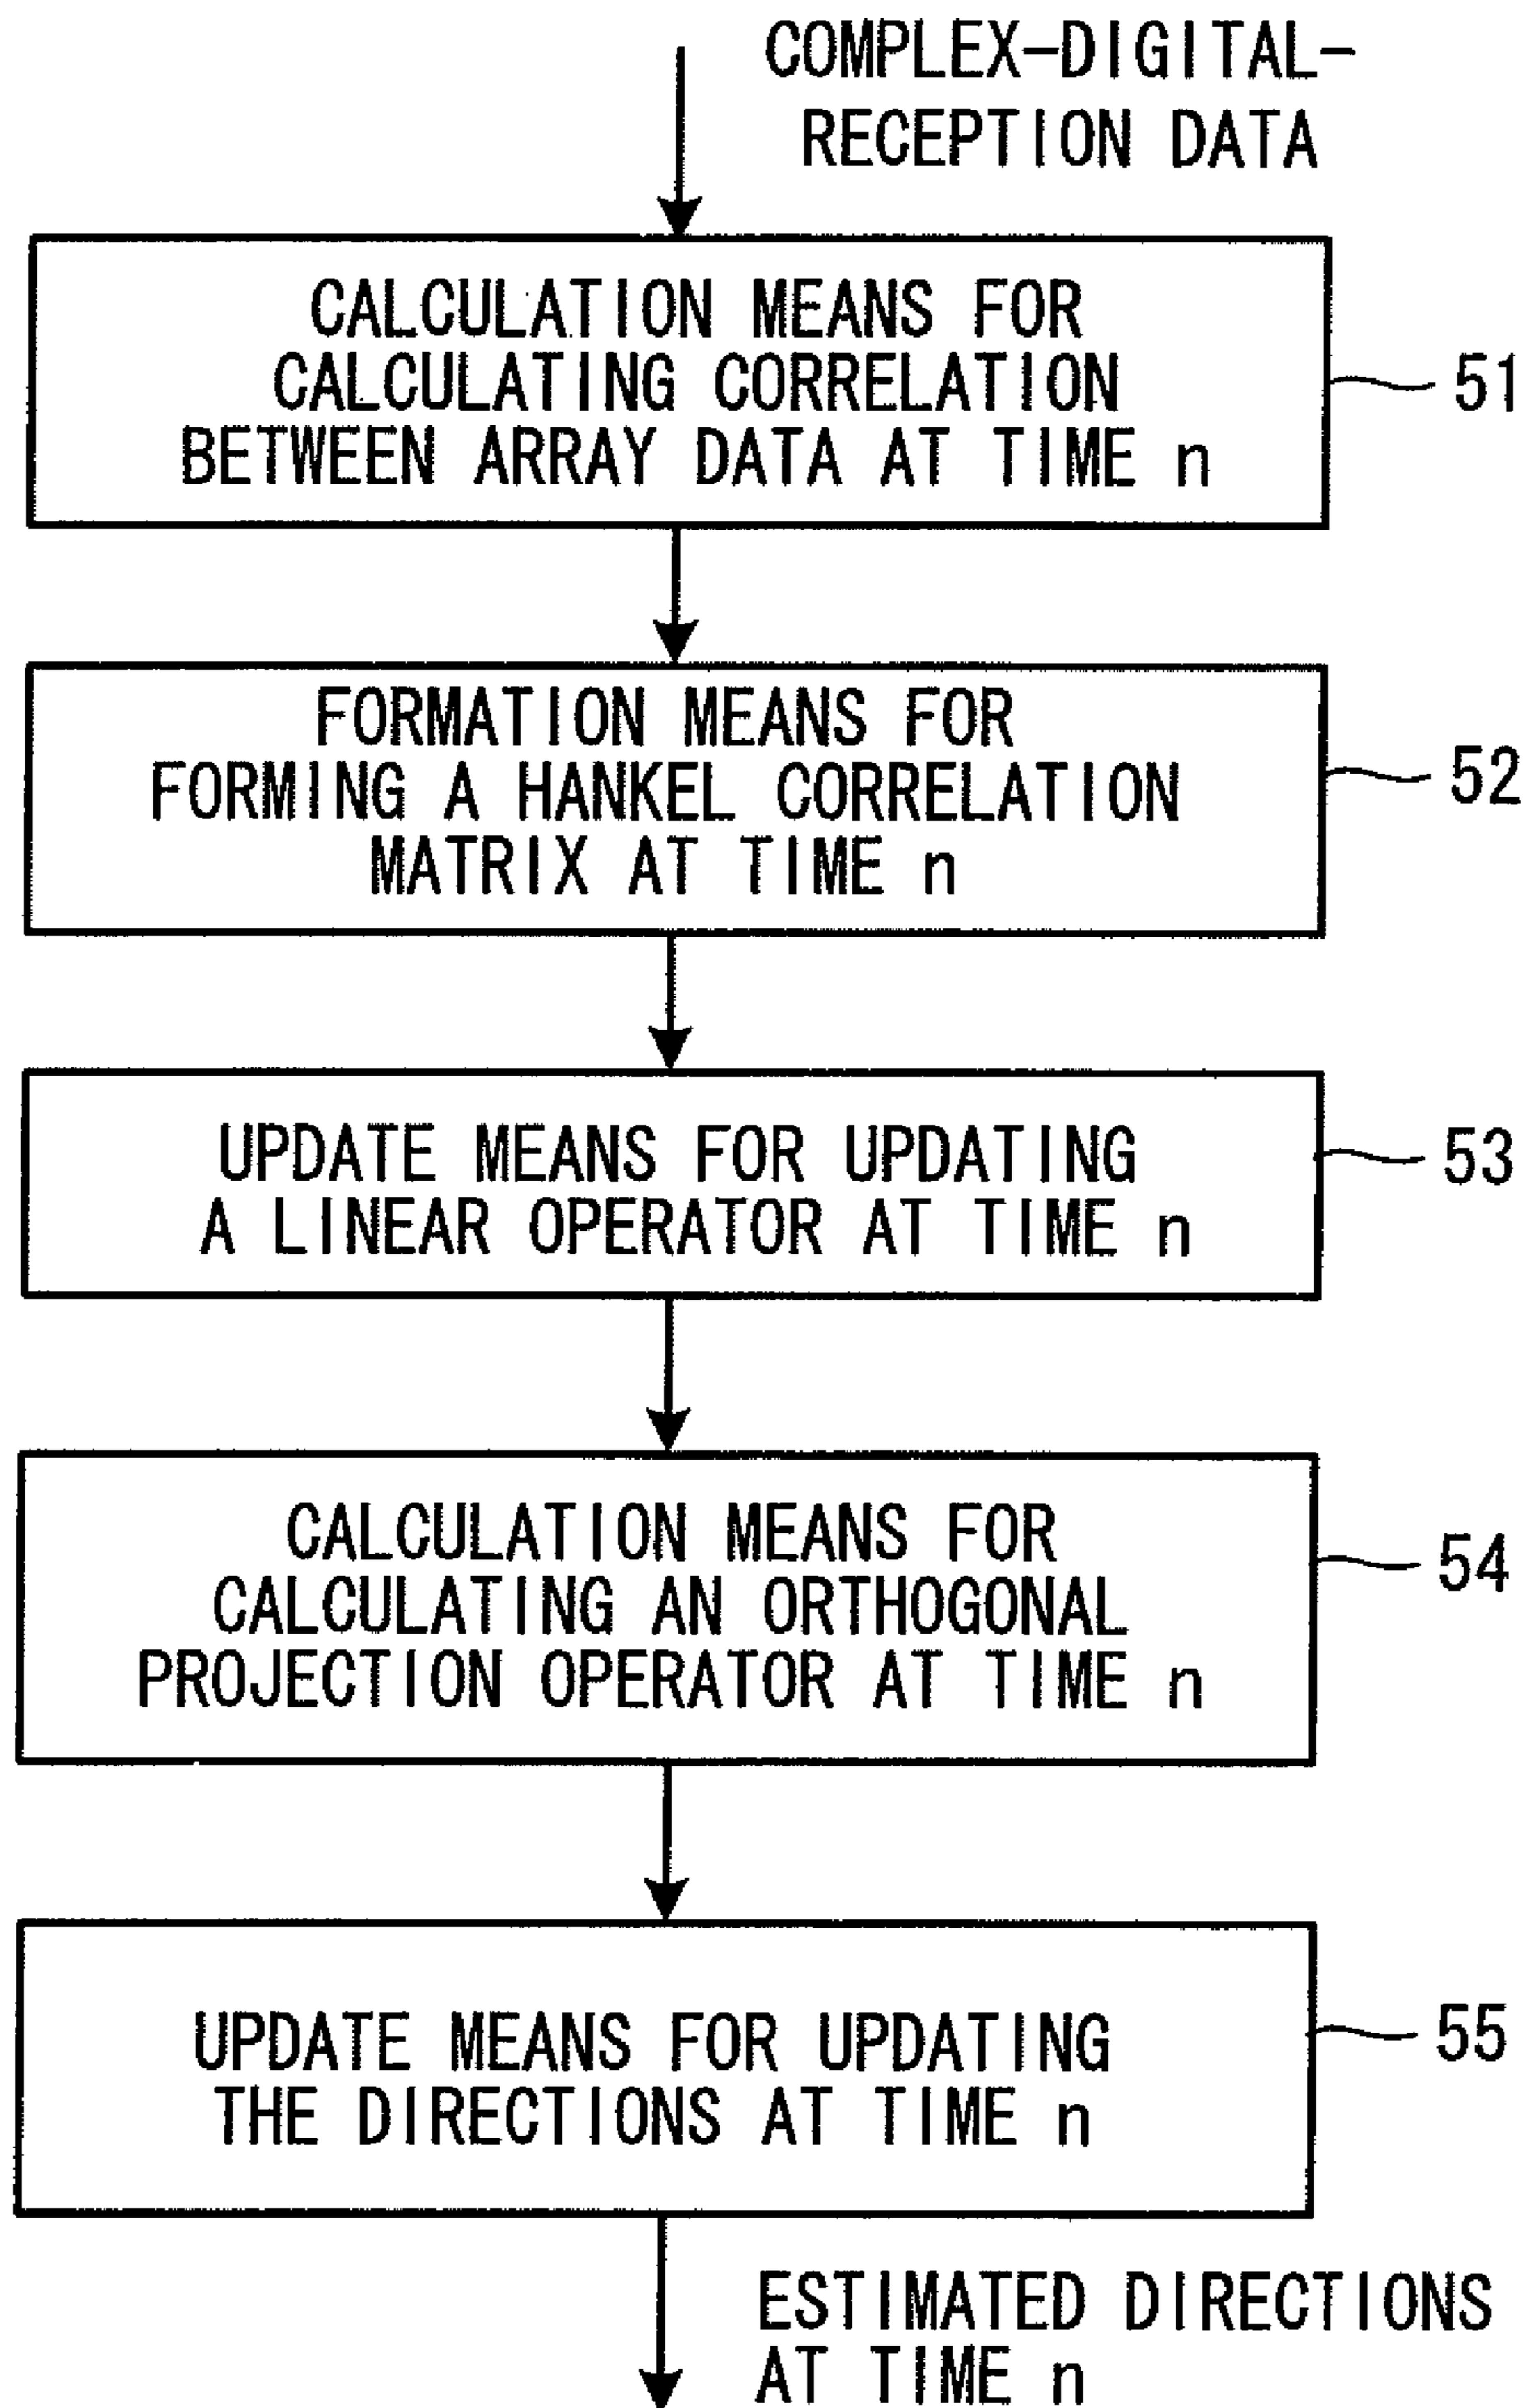 COMPLEX-DIGITAL-
RECEPTION DATA
CALCULATION MEANS FOR
CALCULATING CORRELATION
BETWEEN ARRAY DATA AT TIME n
51
FORMATION MEANS FOR
FORMING A HANKEL CORRELATION
MATRIX AT TIME n
52
UPDATE MEANS FOR UPDATING
A LINEAR OPERATOR AT TIME n
53
CALCULATION MEANS FOR
CALCULATING AN ORTHOGONAL
PROJECTION OPERATOR AT TIME n
54
UPDATE MEANS FOR UPDATING
THE DIRECTIONS AT TIME n
55
ESTIMATED DIRECTIONS
AT TIME n